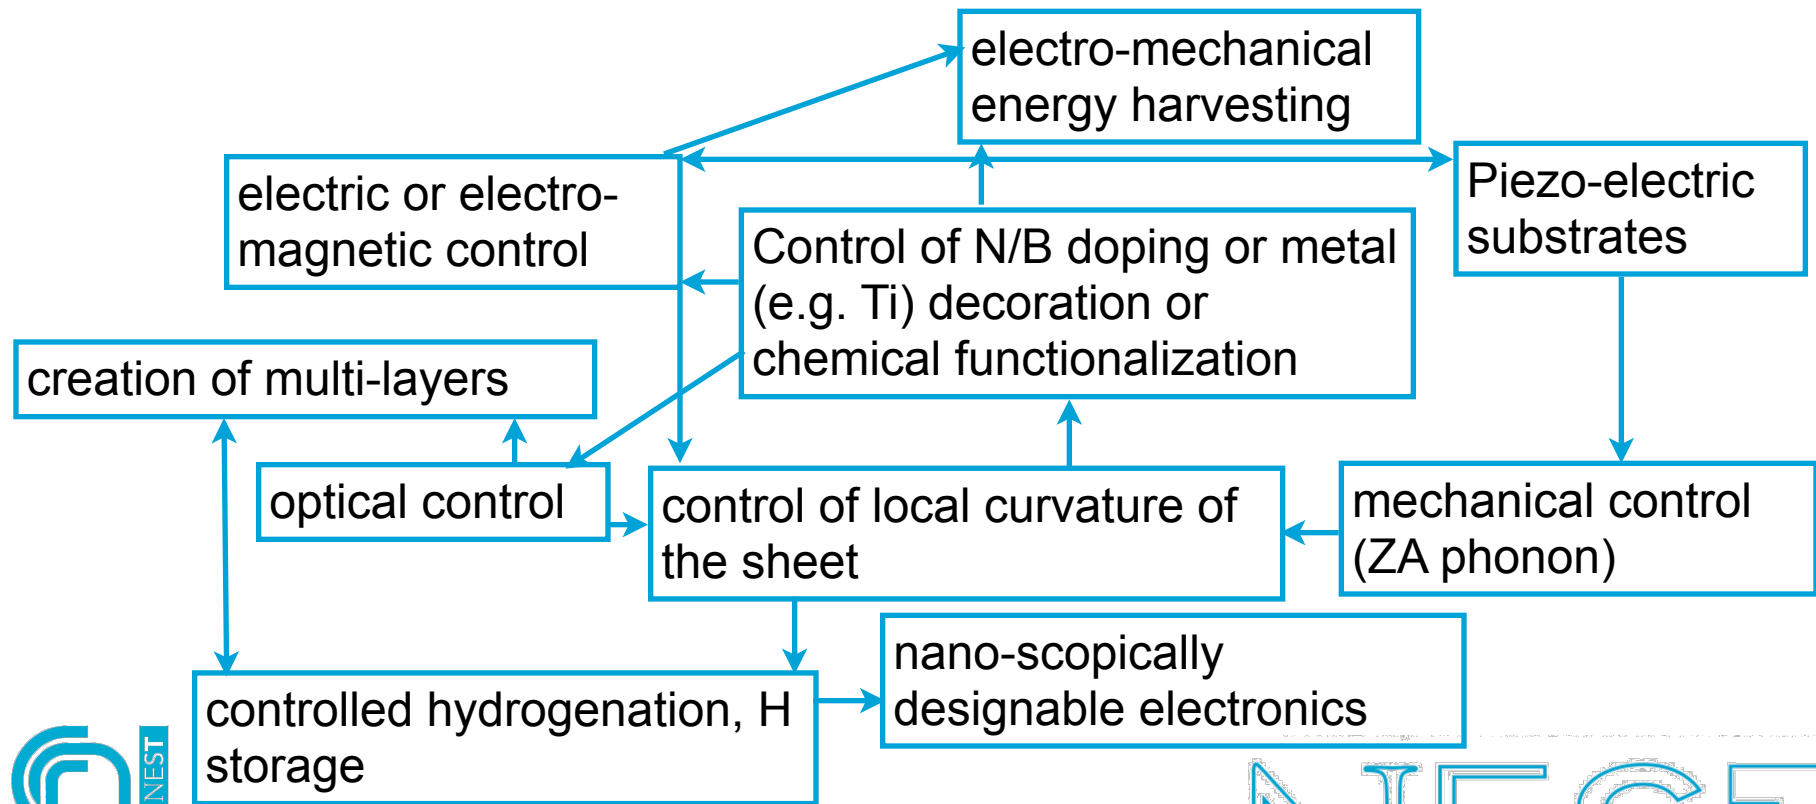 electro-mechanical
energy harvesting
electric or electro-
magnetic control
Piezo-electric
substrates
Control of N/B doping or metal
(e.g. Ti) decoration or
chemical functionalization
creation of multi-layers
optical control
control of local curvature of
the sheet
mechanical control
(ZA phonon)
nano-scopically
designable electronics
controlled hydrogenation, H
storage
NEST